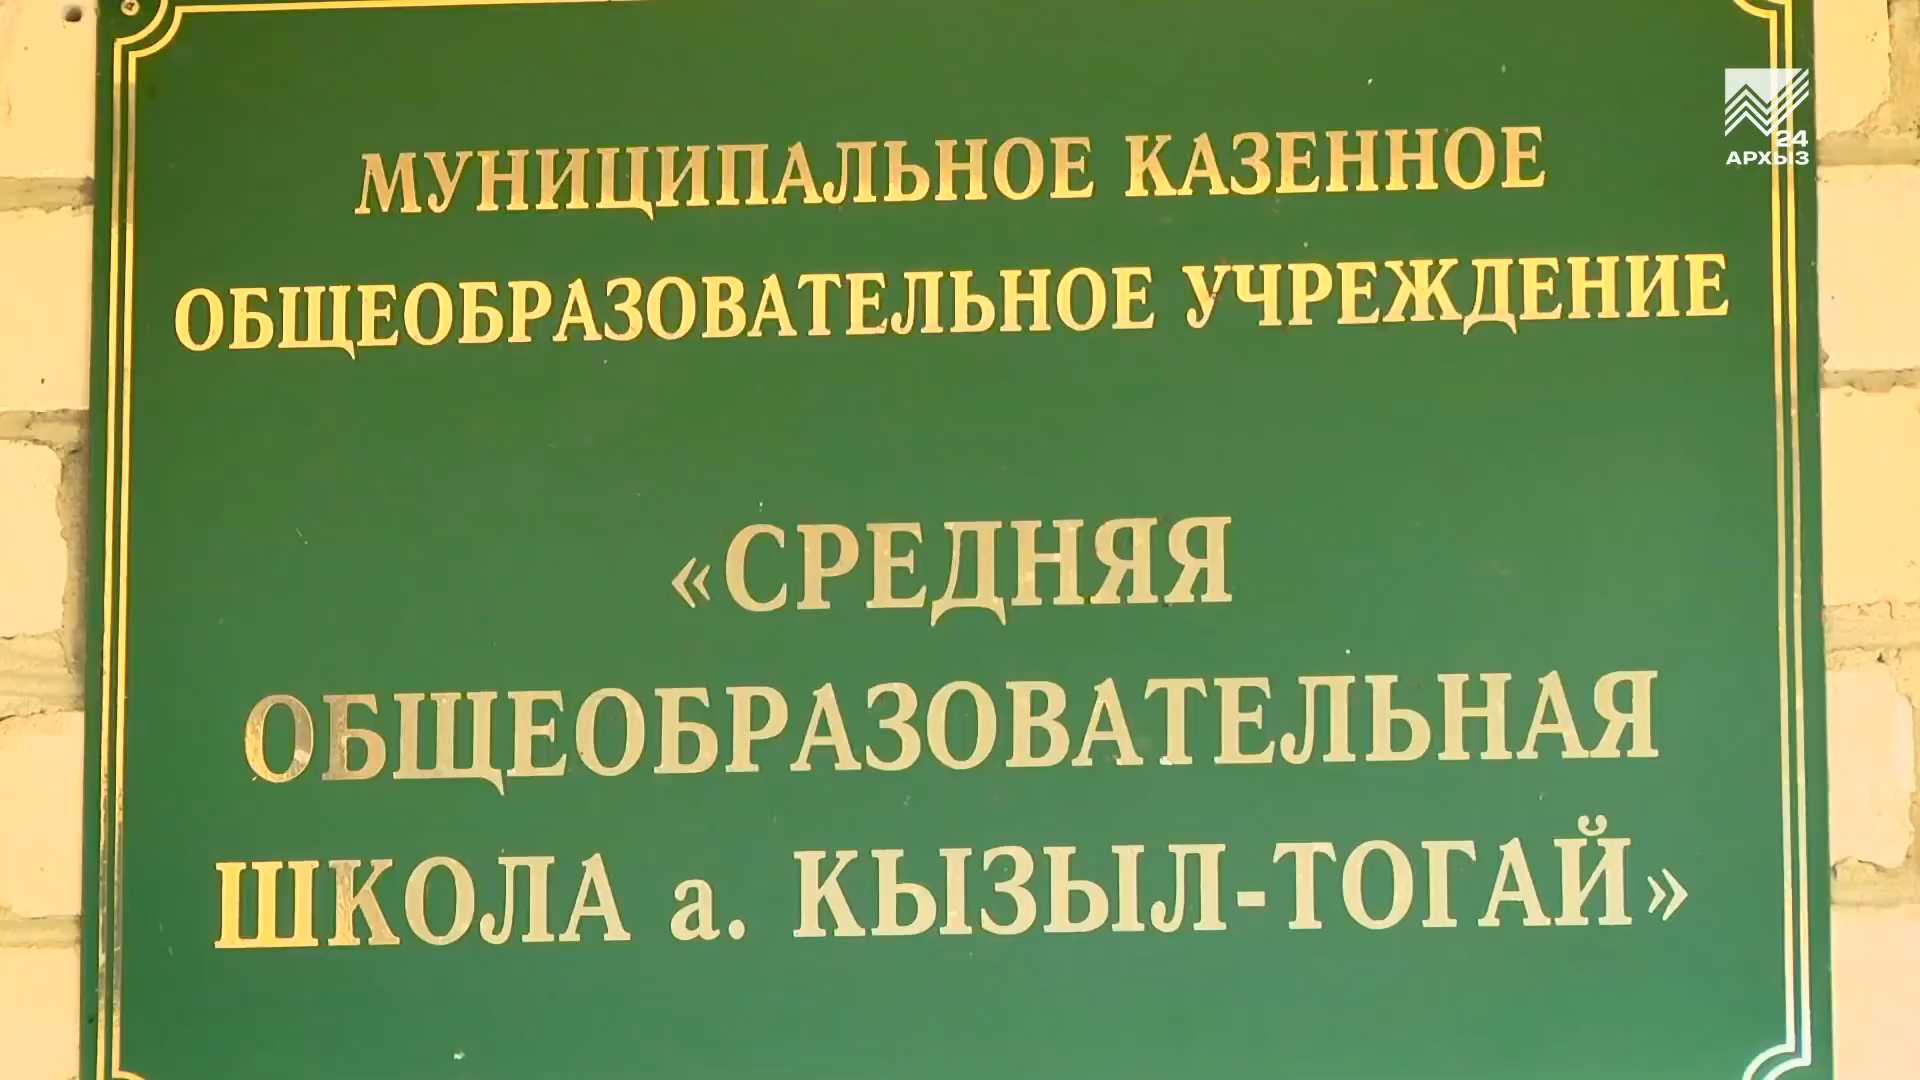 24
АРХЫЗ
МУНИЦИПАЛЬНОЕ КАЗЕННОЕ
ОБЩЕОБРАЗОВАТЕЛЬНОЕ УЧРЕЖДЕНИЕ
«СРЕДНЯЯ
ОБЩЕОБРАЗОВАТЕЛЬНАЯ
ШКОЛА а. КЫЗЫЛ-ТОГАЙ»